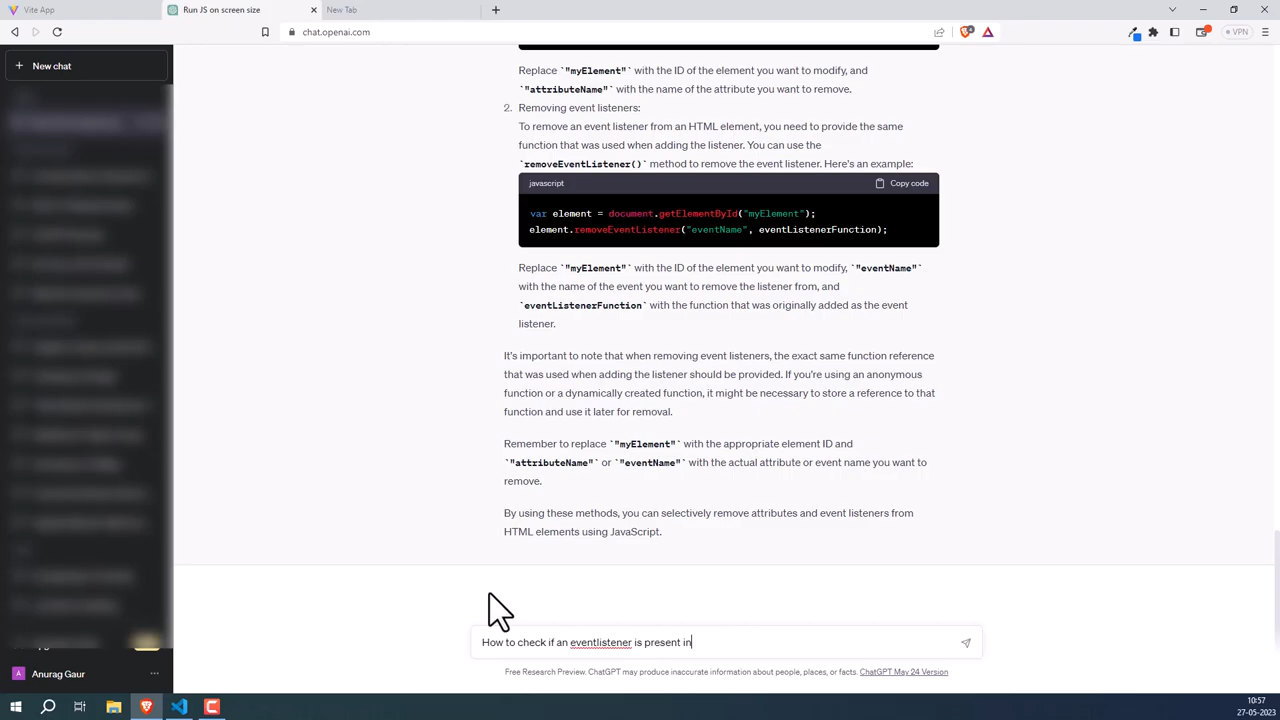 Vite App
Run JS on screen size
New Tab
chat.openai.com
VPN
New chat
Replace `"myElement"` with the ID of the element you want to modify, and
`"attributeName"` with the name of the attribute you want to remove.
2. Removing event listeners:
To remove an event listener from an HTML element, you need to provide the same
function that was used when adding the listener. You can use the
`removeEventListener()` method to remove the event listener. Here's an example:
javascript
Copy code
var element = document.getElementById("myElement");
element.removeEventListener("eventName", eventListenerFunction);
Replace `"myElement"` with the ID of the element you want to modify, `"eventName"`
with the name of the event you want to remove the listener from, and
`eventListenerFunction` with the function that was originally added as the event
listener.
It's important to note that when removing event listeners, the exact same function reference
that was used when adding the listener should be provided. If you're using an anonymous
function or a dynamically created function, it might be necessary to store a reference to that
function and use it later for removal.
Remember to replace `"myElement"` with the appropriate element ID and
`"attributeName"` or `"eventName"` with the actual attribute or event name you want to
remove.
By using these methods, you can selectively remove attributes and event listeners from
HTML elements using JavaScript.
How to check if an eventlistener is present in
Free Research Preview. ChatGPT may produce inaccurate information about people, places, or facts. ChatGPT May 24 Version
Anurag Gaur
10:57
27-05-2023